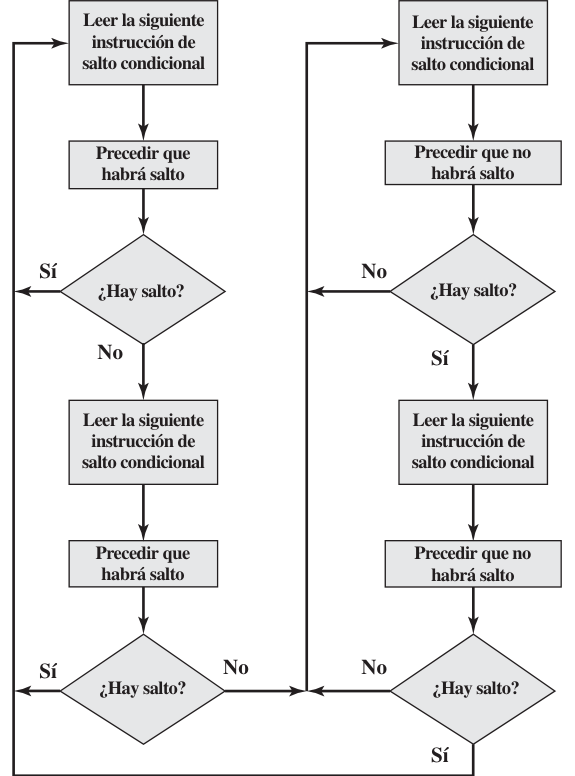 Leer la siguiente
instrucción de
salto condicional
Precedir que
habrá salto
¿Hay salto?
Sí
No
Leer la siguiente
instrucción de
salto condicional
Precedir que
habrá salto
¿Hay salto?
Sí
No
Leer la siguiente
instrucción de
salto condicional
Precedir que no
habrá salto
¿Hay salto?
No
Sí
Leer la siguiente
instrucción de
salto condicional
Precedir que no
habrá salto
¿Hay salto?
No
Sí